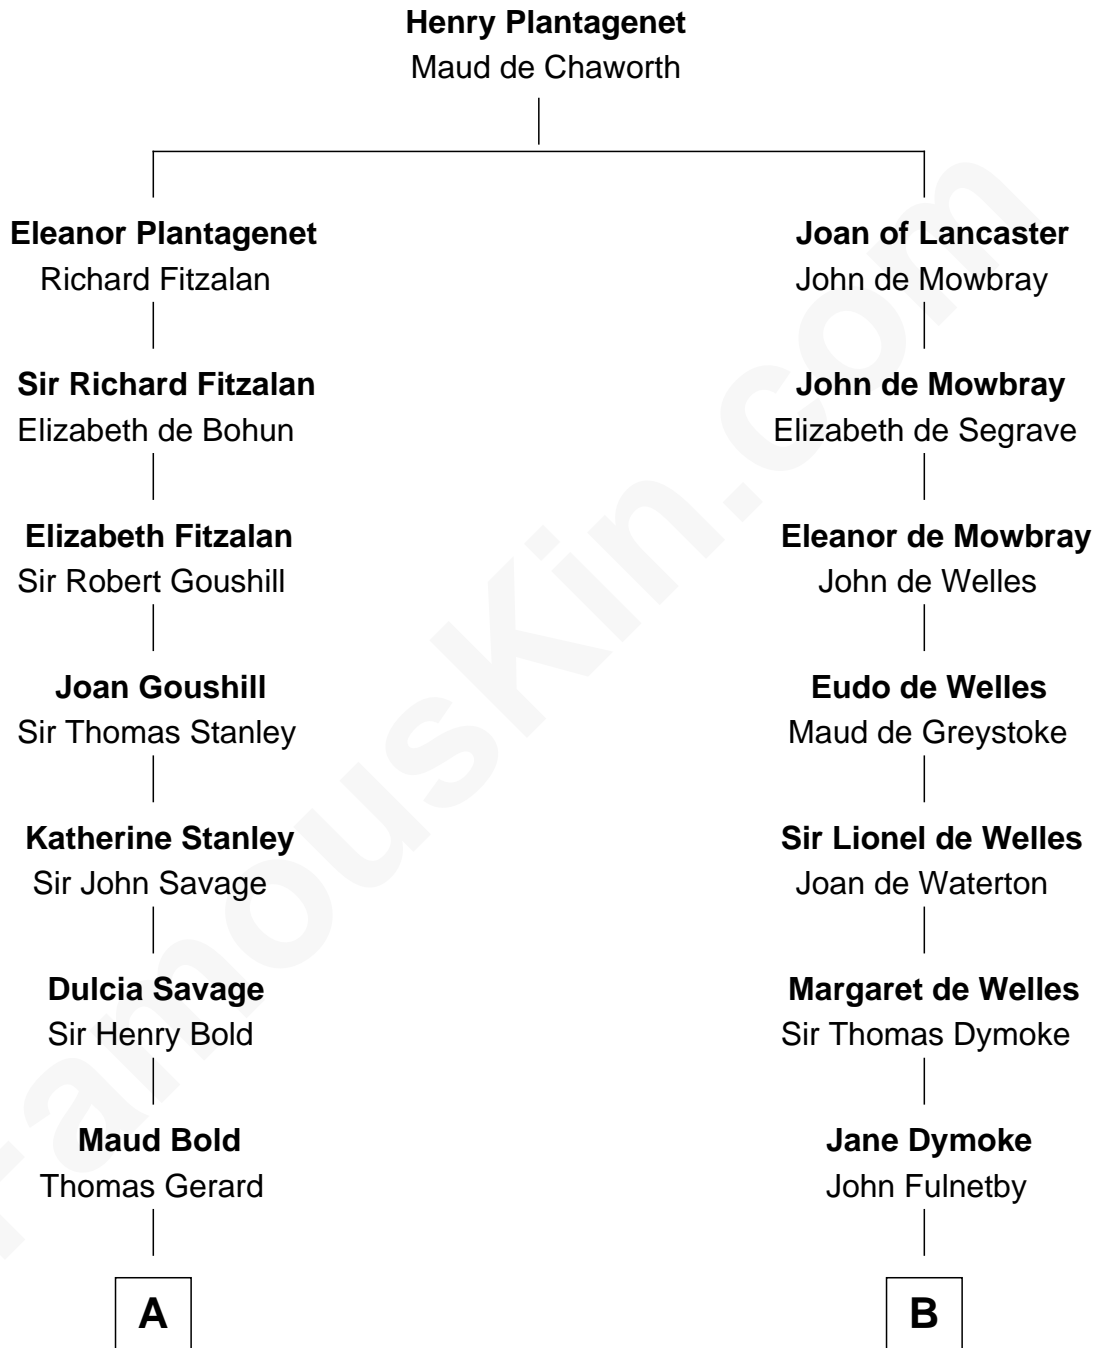 Henry Plantagenet
Maud de Chaworth
Eleanor Plantagenet
Richard Fitzalan
Sir Richard Fitzalan
Elizabeth de Bohun
Elizabeth Fitzalan
Sir Robert Goushill
Joan Goushill
Sir Thomas Stanley
Katherine Stanley
Sir John Savage
Dulcia Savage
Sir Henry Bold
Maud Bold
Thomas Gerard
A
Joan of Lancaster
John de Mowbray
John de Mowbray
Elizabeth de Segrave
Eleanor de Mowbray
John de Welles
Eudo de Welles
Maud de Greystoke
Sir Lionel de Welles
Joan de Waterton
Margaret de Welles
Sir Thomas Dymoke
Jane Dymoke
John Fulnetby
B
FamousKin.com